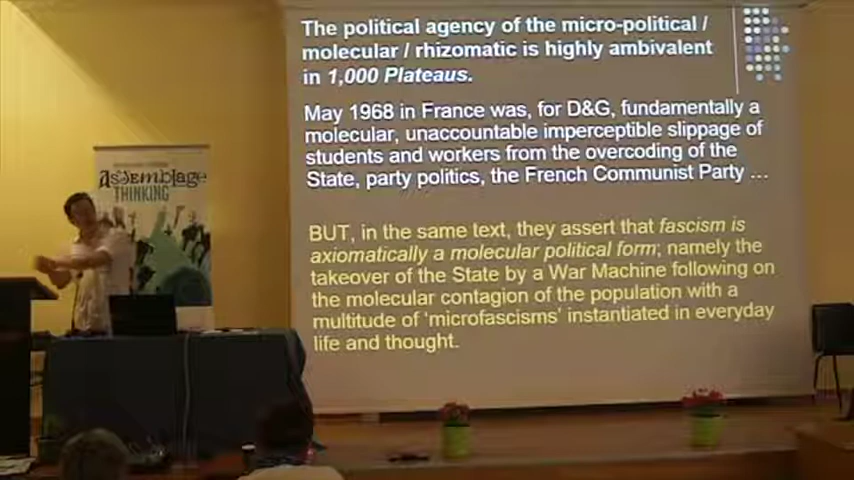 The political agency of the micro-political /
molecular / rhizomatic is highly ambivalent
in 1,000 Plateaus.
May 1968 in France was, for D&G, fundamentally a
molecular, unaccountable, imperceptible slippage of
students and workers from the overcoding of the
State, party politics, the French Communist Party ...
BUT, in the same text, they assert that fascism is
axiomatically a molecular political form; namely the
takeover of the State by a War Machine following on
the molecular contagion of the population with a
multitude of 'microfascisms' instantiated in everyday
life and thought.
Assemblage
THINKING